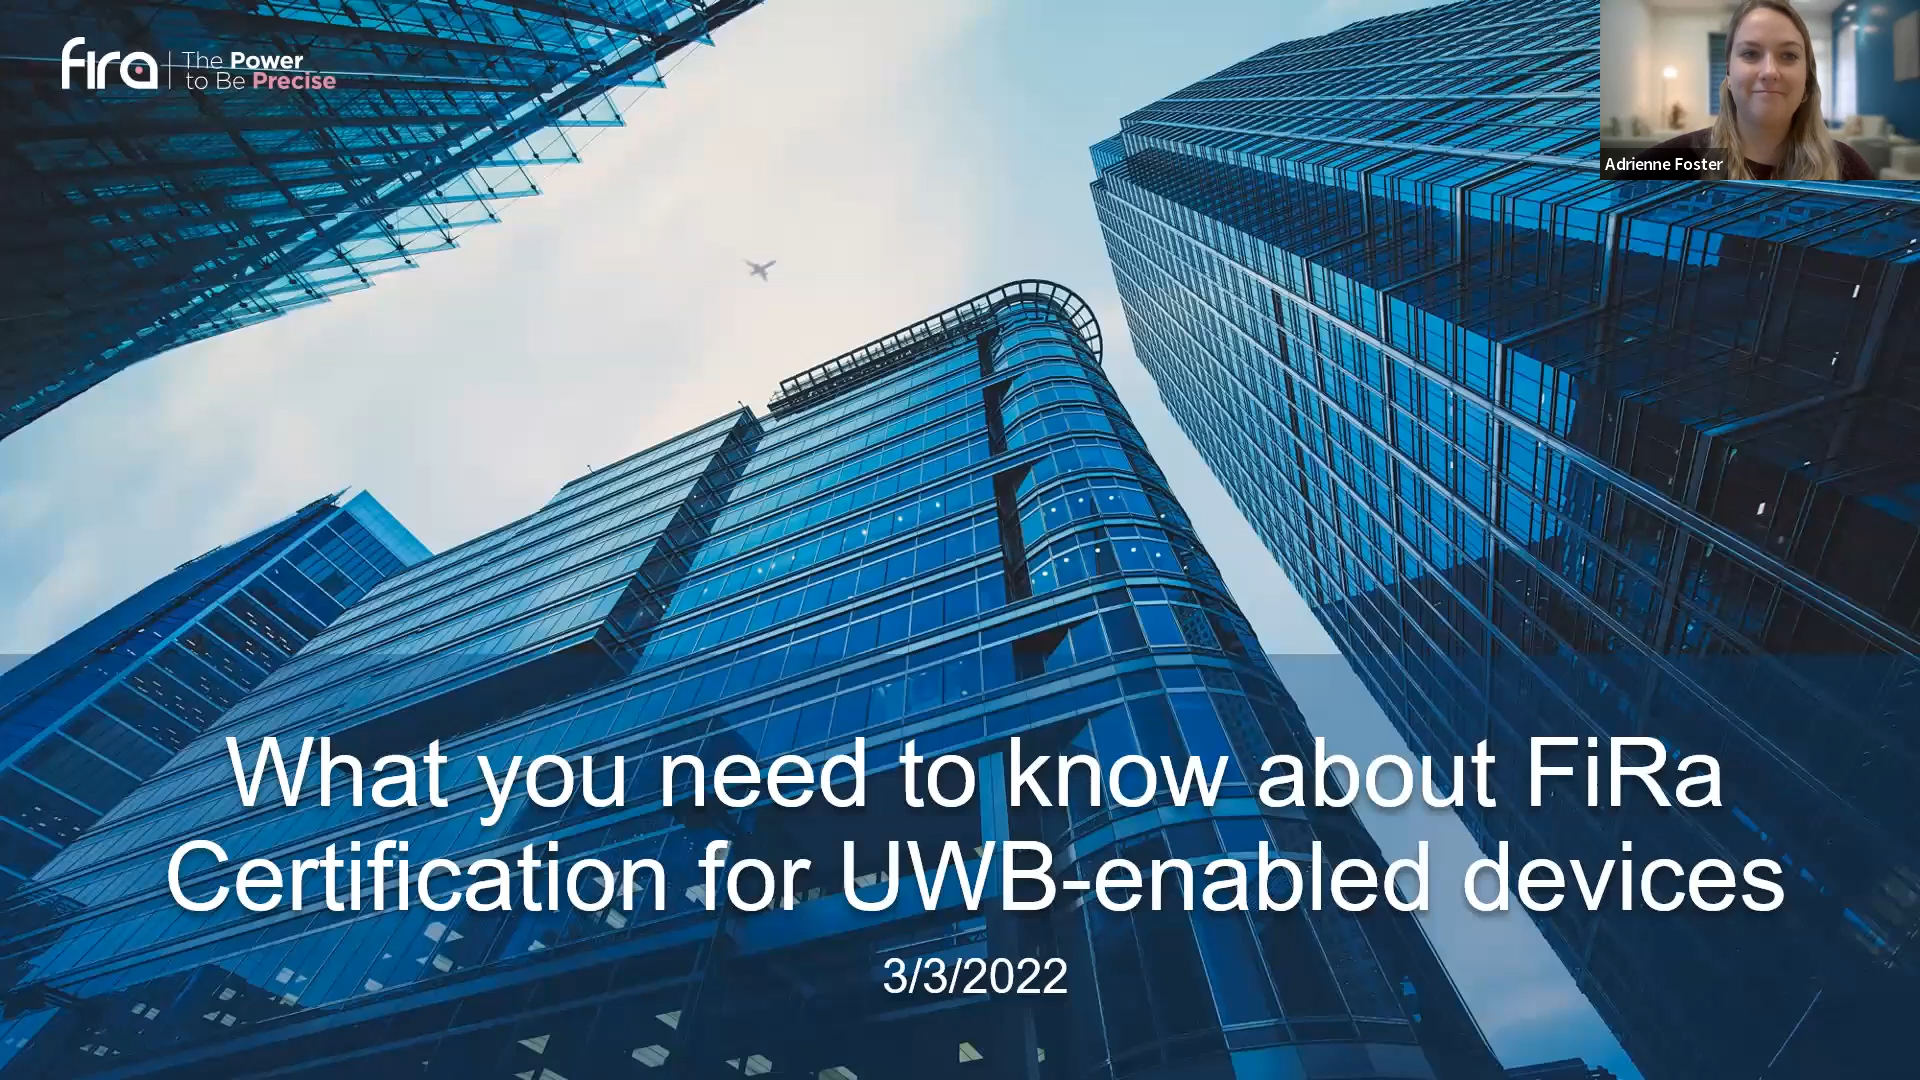 fira | The Power
to Be Precise
Adrienne Foster
What you need to know about FiRa
Certification for UWB-enabled devices
3/3/2022